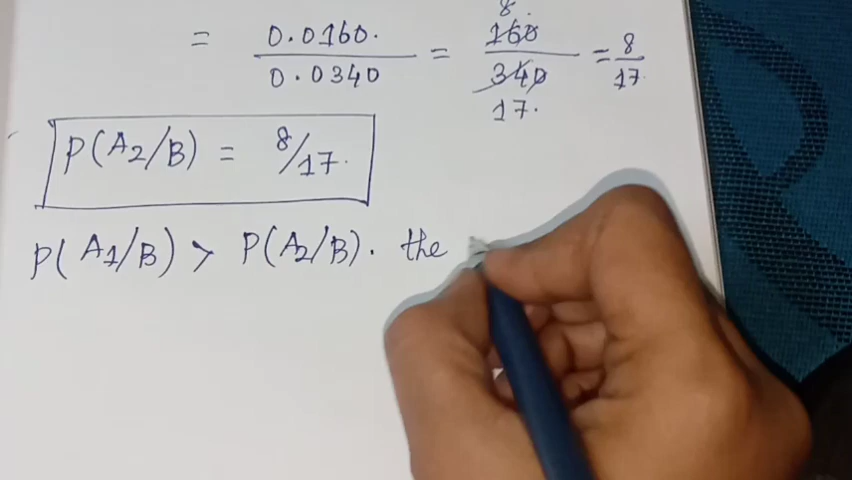 = 0.0160. / 0.0340 = 8 160 / 340 17. = 8/17
P(A2/B) = 8/17.
P(A1/B) > P(A2/B). the